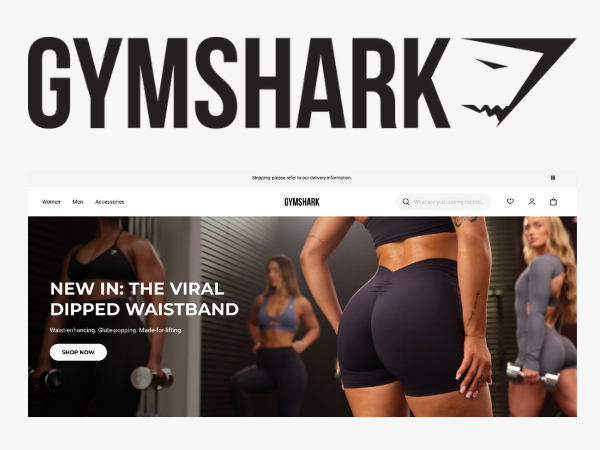 GYMSHARK
Shipping: please refer to our delivery information.
Women Men Accessories GYMSHARK What are you looking for tod...
NEW IN: THE VIRAL
DIPPED WAISTBAND
Waist-enhancing. Glute-popping. Made-for-lifting.
SHOP NOW